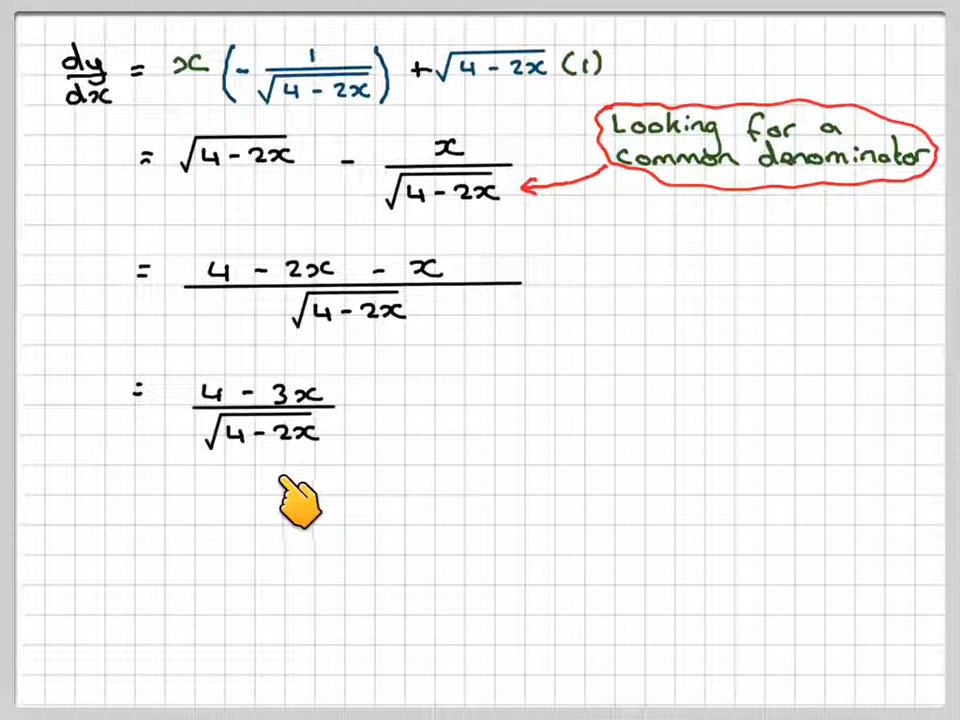 dy/dx = x (- 1/√(4 - 2x)) + √(4 - 2x) (1)
= √(4 - 2x) - x/√(4 - 2x)
Looking for a
common denominator
= (4 - 2x - x)/√(4 - 2x)
= (4 - 3x)/√(4 - 2x)